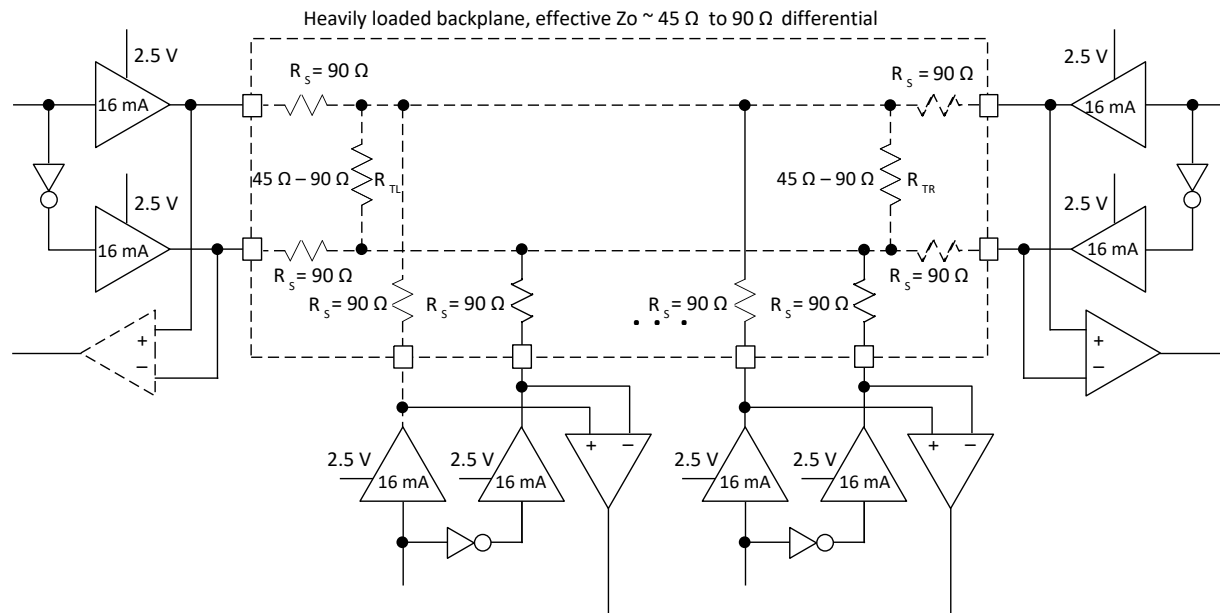 Heavily loaded backplane, effective Zo ~ 45 Ω to 90 Ω differential
2.5 V
R S = 90 Ω
R S = 90 Ω
2.5 V
16 mA
16 mA
45 Ω – 90 Ω
R TL
45 Ω – 90 Ω
R TR
2.5 V
2.5 V
16 mA
16 mA
R S = 90 Ω
R S = 90 Ω
R S = 90 Ω
R S = 90 Ω
R S = 90 Ω
R S = 90 Ω
. . .
+
–
+
–
+ –
+ –
2.5 V
2.5 V
2.5 V
2.5 V
16 mA
16 mA
16 mA
16 mA